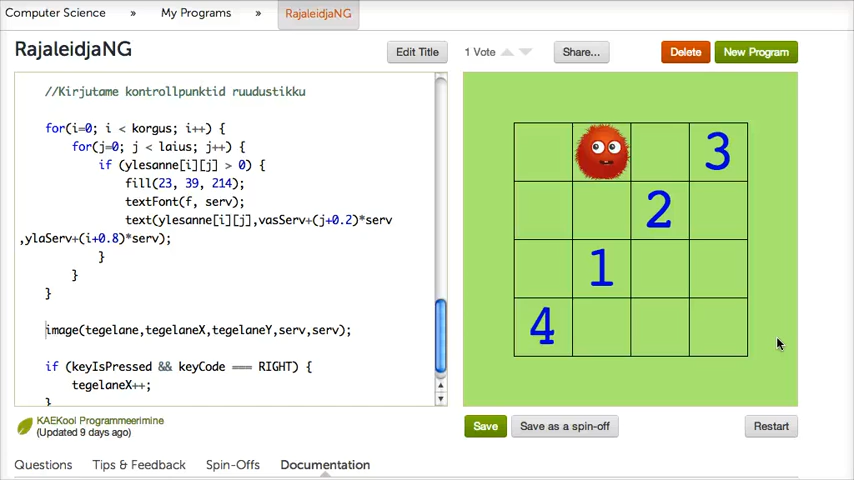 Computer Science » My Programs » RajaleidjaNG
RajaleidjaNG
Edit Title
1 Vote
Share...
Delete
New Program
//Kirjutame kontrollpunktid ruudustikku
for(i=0; i < korgus; i++) {
for(j=0; j < laius; j++) {
if (ylesanne[i][j] > 0) {
fill(23, 39, 214);
textFont(f, serv);
text(ylesanne[i][j],vasServ+(j+0.2)*serv
,ylaServ+(i+0.8)*serv);
}
}
}
image(tegelane,tegelaneX,tegelaneY,serv,serv);
if (keyIsPressed && keyCode === RIGHT) {
tegelaneX++;
}
3
2
1
4
KAEKool Programmeerimine
(Updated 9 days ago)
Save
Save as a spin-off
Restart
Questions
Tips & Feedback
Spin-Offs
Documentation